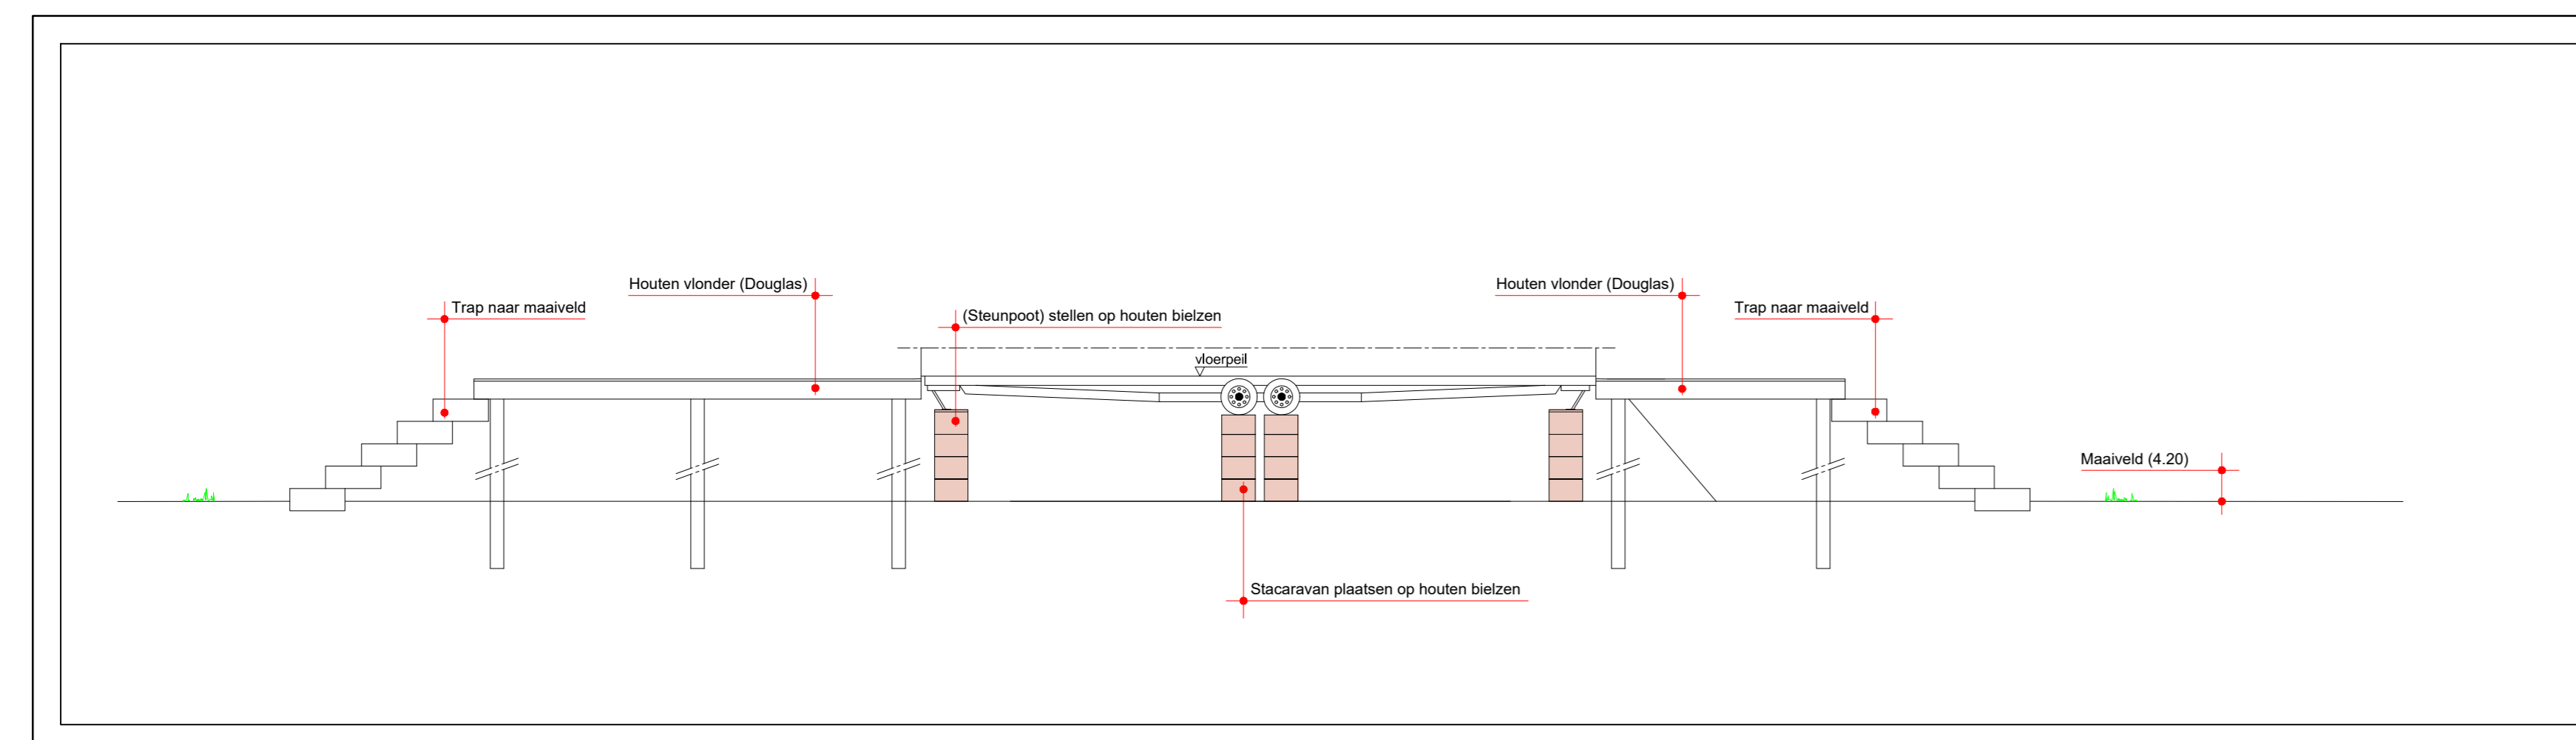 Houten vlonder (Douglas)
Houten vlonder (Douglas)
Trap naar maaiveld
(Steunpoot) stellen op houten bielzen
Trap naar maaiveld
vloerpeil
Maaiveld (4.20)
Stacaravan plaatsen op houten bielzen